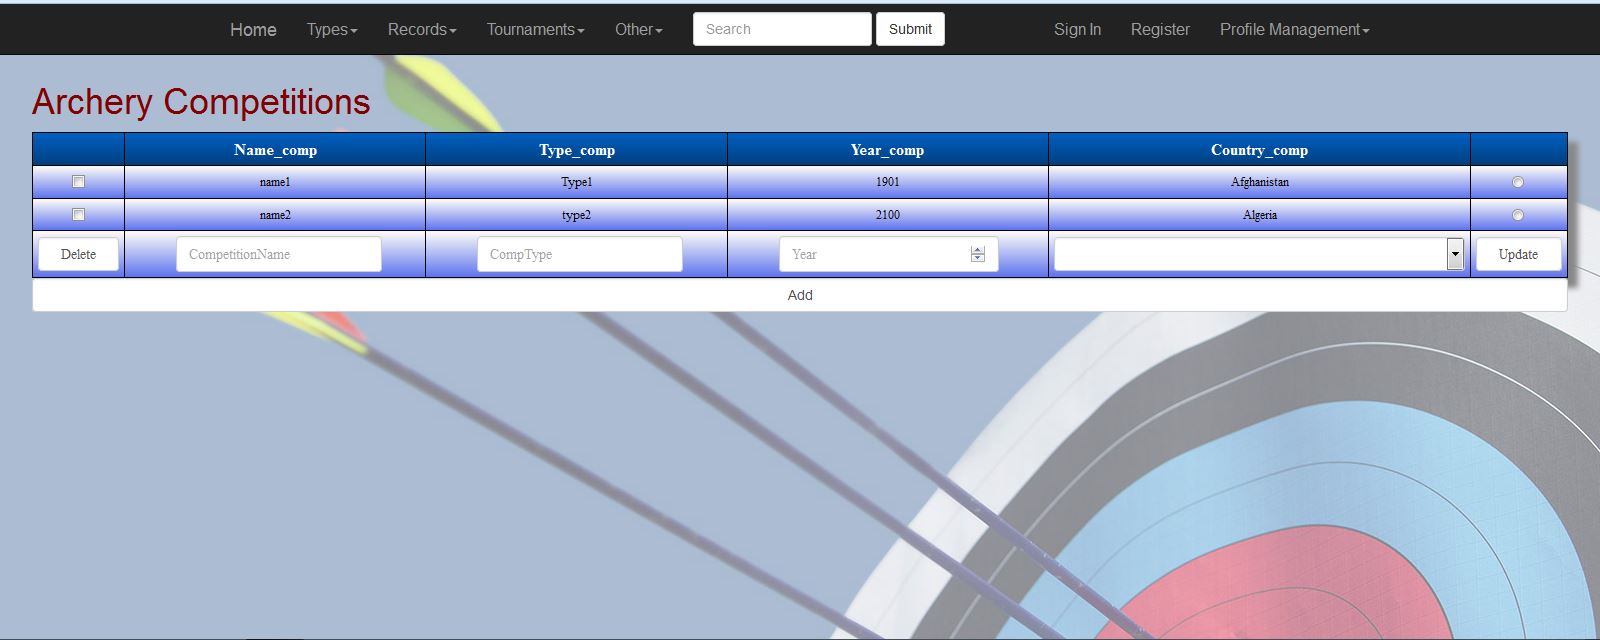 Home Types Records Tournaments Other Search Submit Sign In Register Profile Management
Archery Competitions
Name_comp Type_comp Year_comp Country_comp
name1 Type1 1901 Afghanistan
name2 type2 2100 Algeria
Delete CompetitionName CompType Year Update
Add